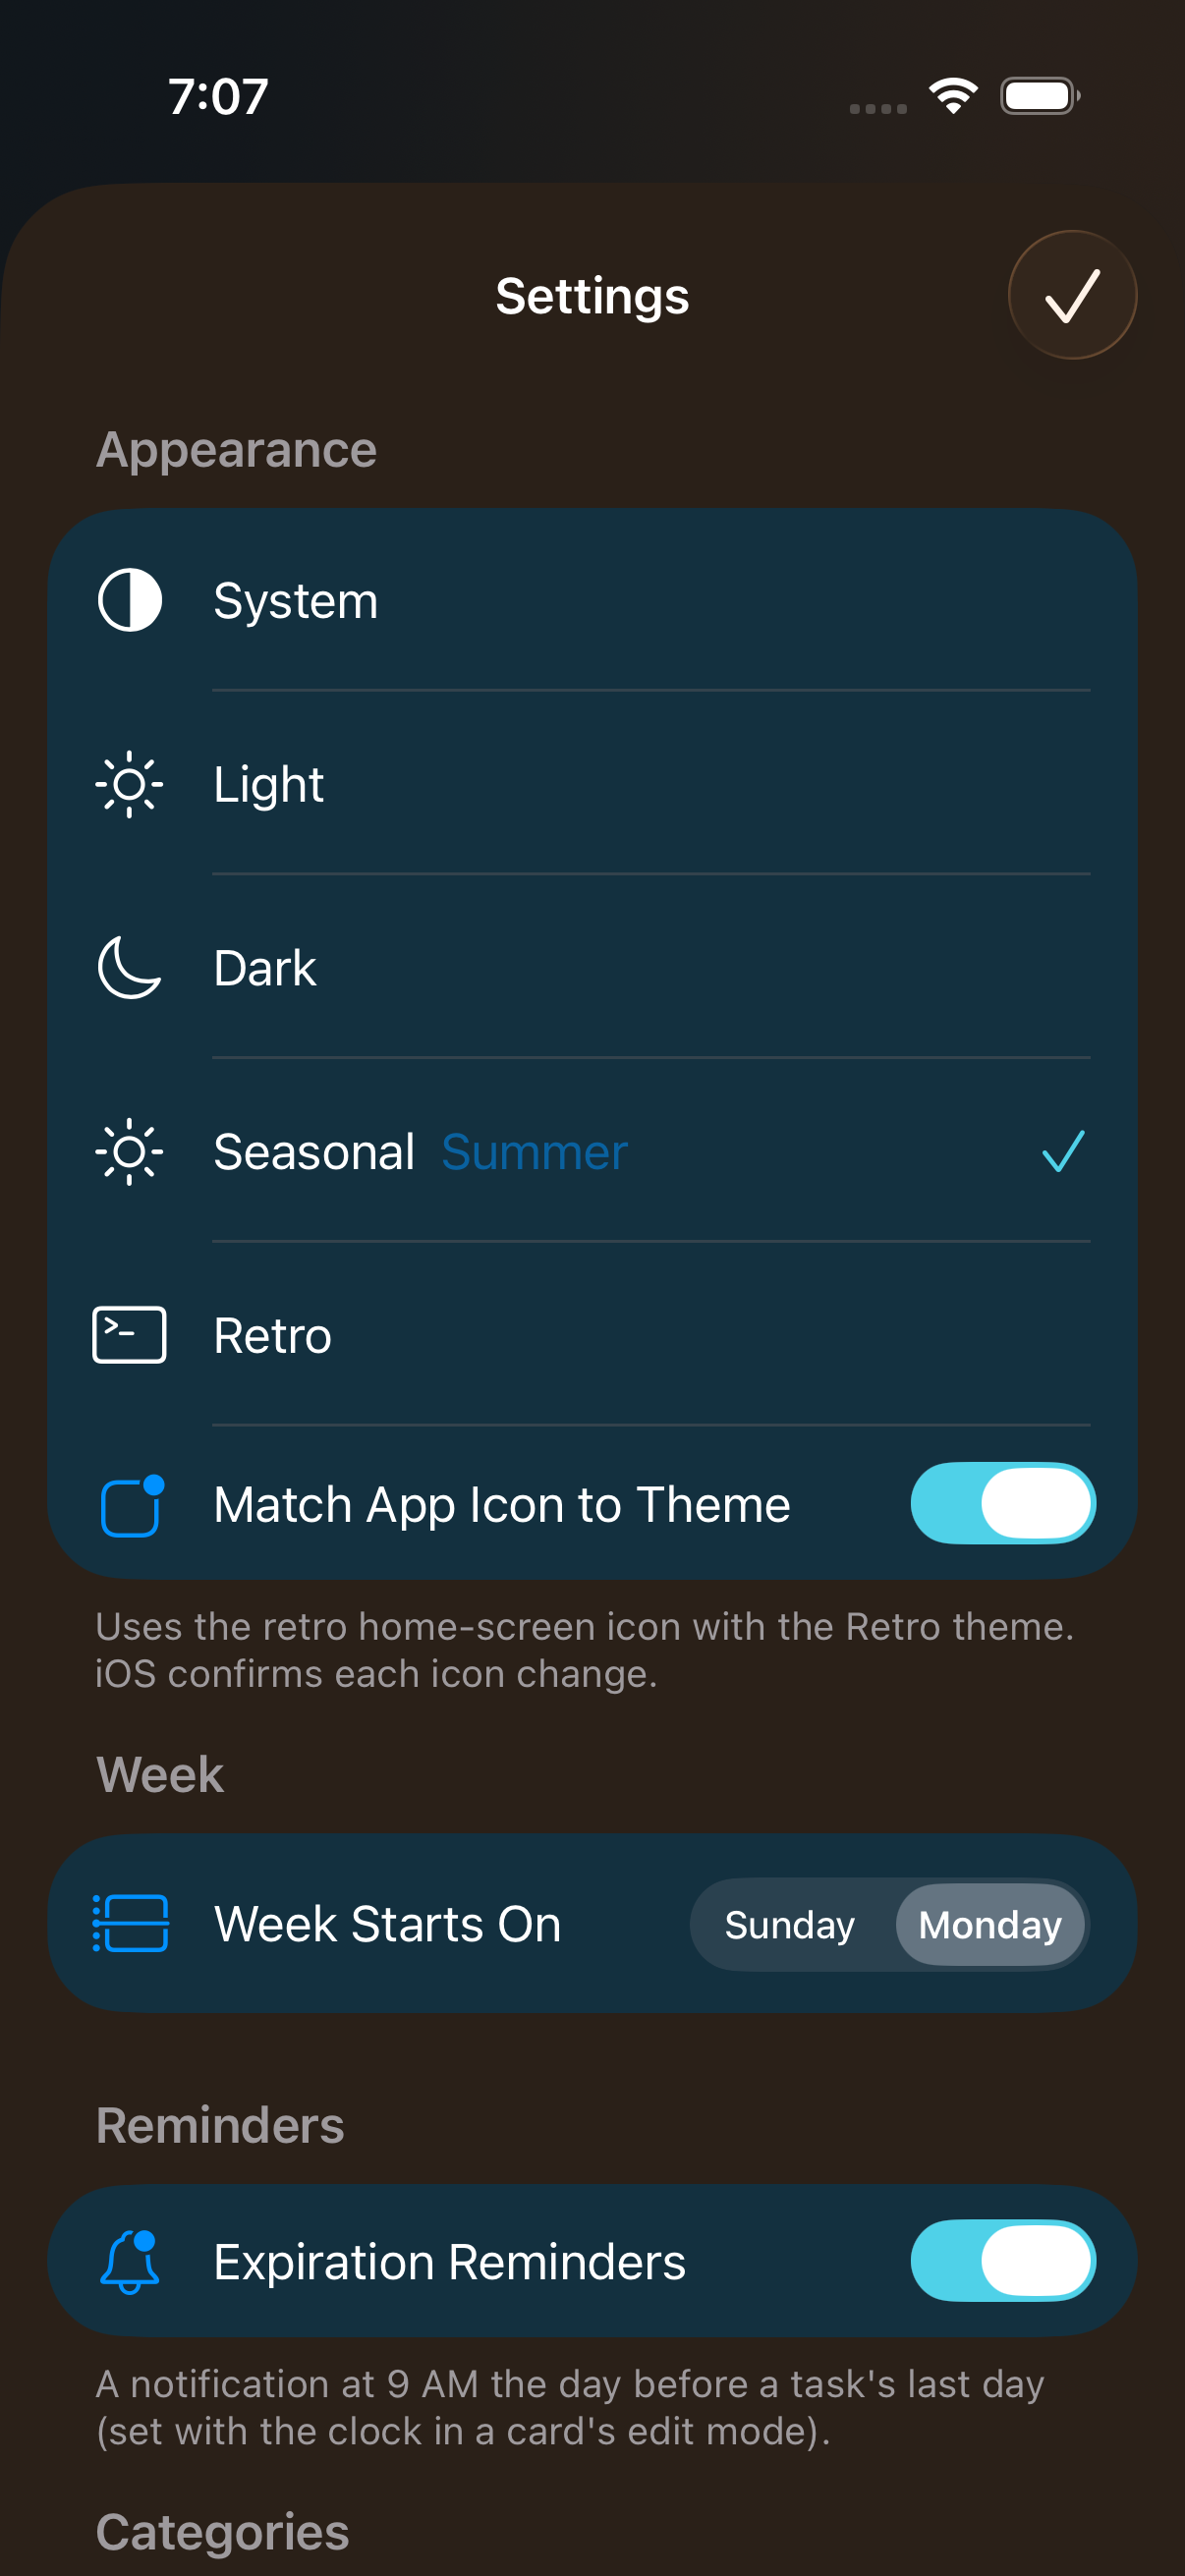 7:07
Settings
Appearance
System
Light
Dark
Seasonal Summer
Retro
Match App Icon to Theme
Uses the retro home-screen icon with the Retro theme.
iOS confirms each icon change.
Week
Week Starts On Sunday Monday
Reminders
Expiration Reminders
A notification at 9 AM the day before a task's last day
(set with the clock in a card's edit mode).
Categories